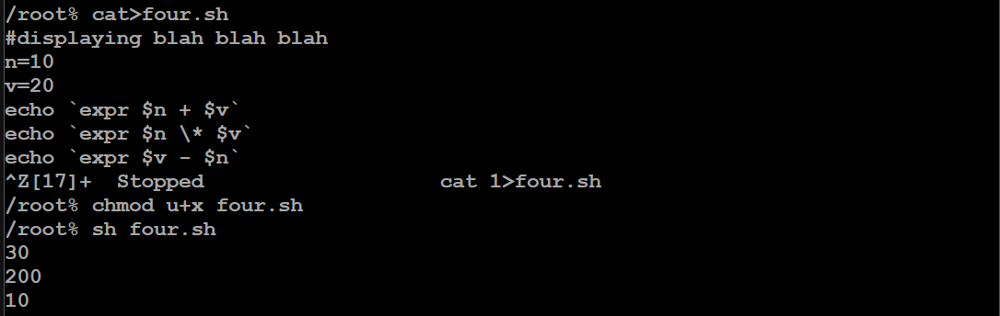 /root% cat>four.sh
#displaying blah blah blah
n=10
v=20
echo `expr $n + $v`
echo `expr $n \* $v`
echo `expr $v - $n`
^Z[17]+  Stopped                   cat 1>four.sh
/root% chmod u+x four.sh
/root% sh four.sh
30
200
10